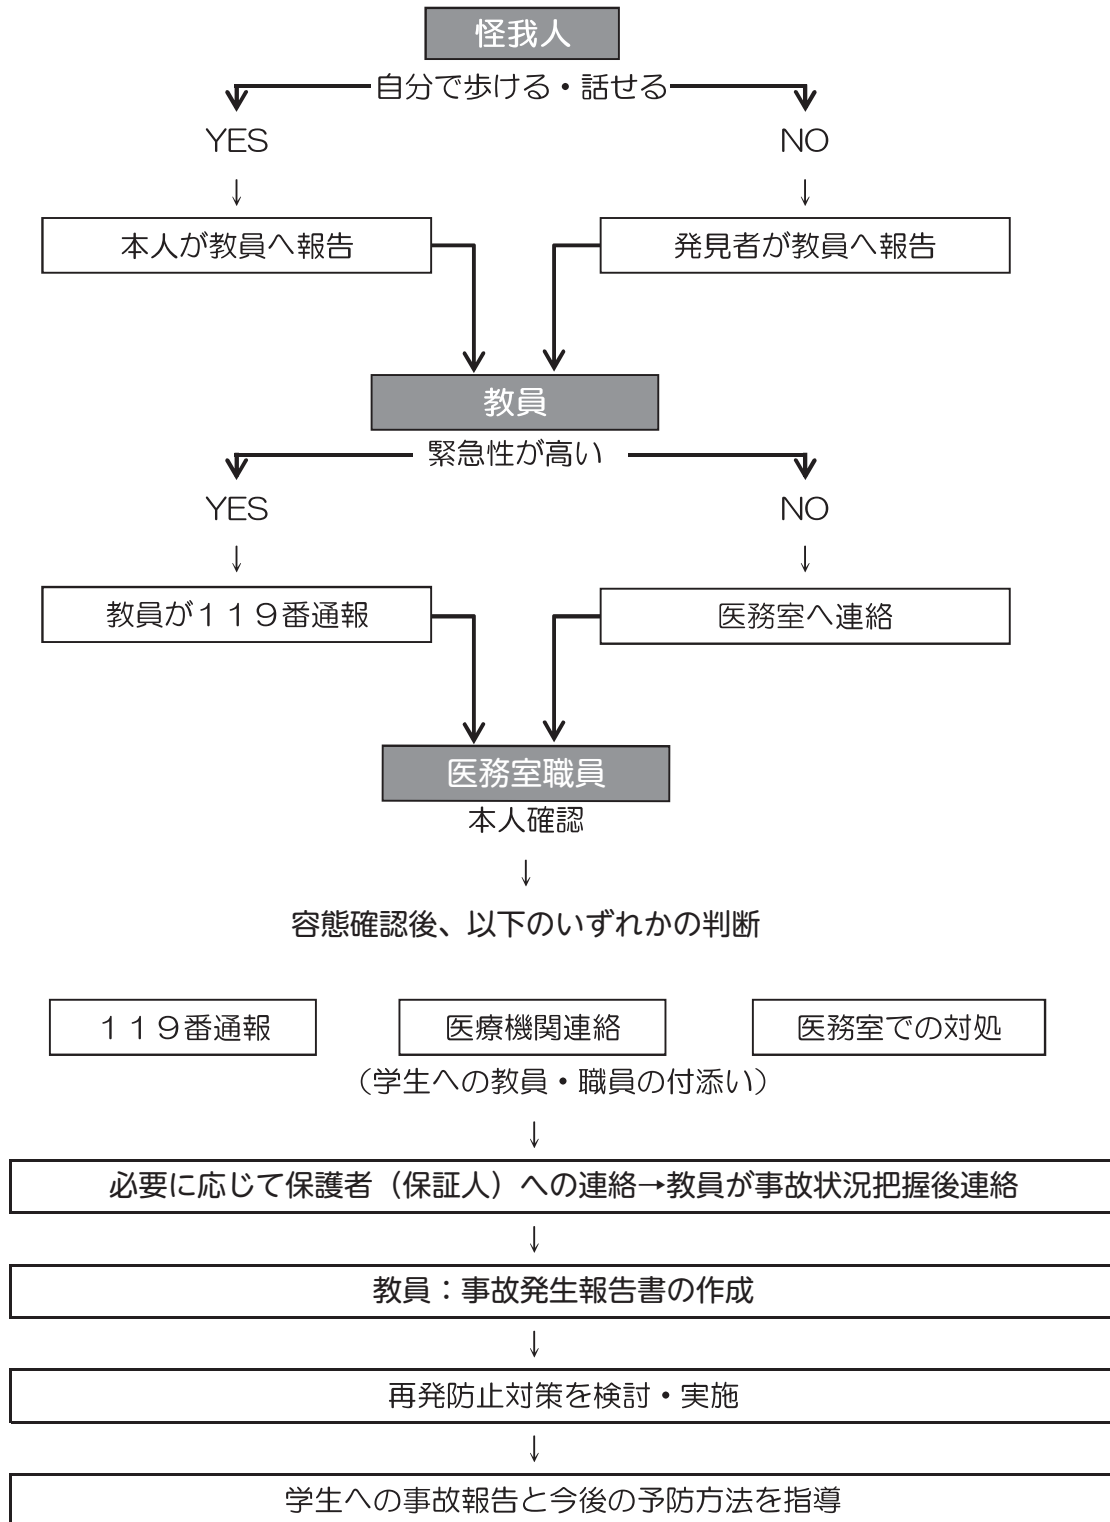 怪我人
自分で歩ける・話せる
YES
NO
↓
↓
本人が教員へ報告
発見者が教員へ報告
教員
緊急性が高い
YES
NO
↓
↓
教員が１１９番通報
医務室へ連絡
医務室職員
本人確認
↓
容態確認後、以下のいずれかの判断
１１９番通報
医療機関連絡
医務室での対処
（学生への教員・職員の付添い）
↓
必要に応じて保護者（保証人）への連絡→教員が事故状況把握後連絡
↓
教員：事故発生報告書の作成
↓
再発防止対策を検討・実施
↓
学生への事故報告と今後の予防方法を指導